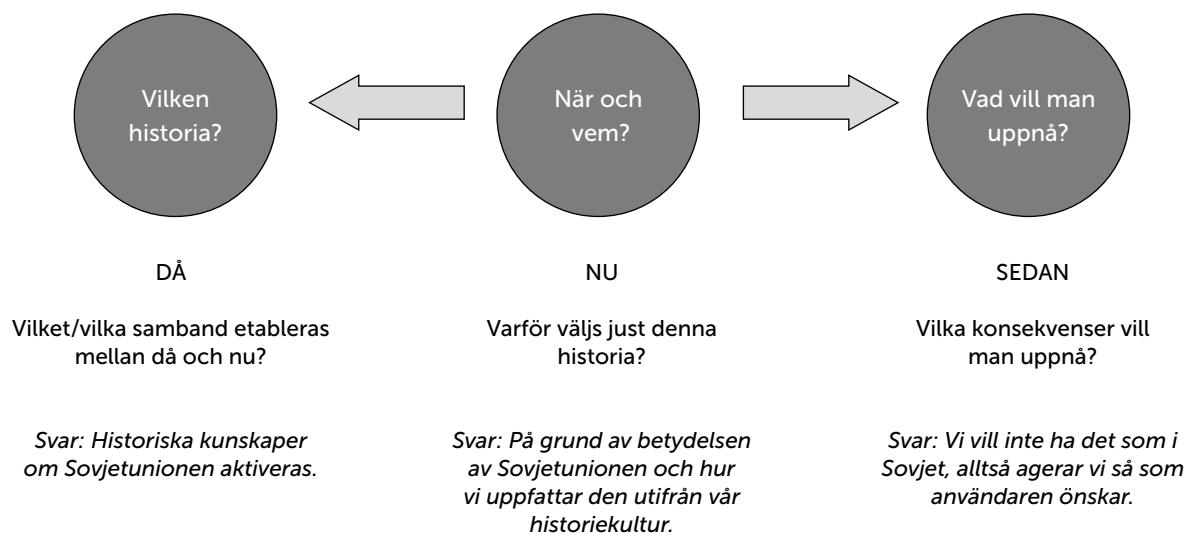 Vilken
historia?
När och
vem?
Vad vill man
uppnå?
DÅ
NU
SEDAN
Vilket/vilka samband etableras
mellan då och nu?
Varför väljs just denna
historia?
Vilka konsekvenser vill
man uppnå?
Svar: Historiska kunskaper
om Sovjetunionen aktiveras.
Svar: På grund av betydelsen
av Sovjetunionen och hur
vi uppfattar den utifrån vår
historiekultur.
Svar: Vi vill inte ha det som i
Sovjet, alltså agerar vi så som
användaren önskar.